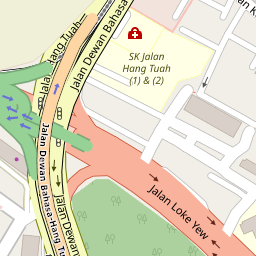 Jalan Hang Tuah
Jalan Dewan Bahasa
SK Jalan
Hang Tuah
(1) & (2)
Jalan Dewan Bahasa-Hang Tu
Jalan Dewan
Jalan Loke Yew